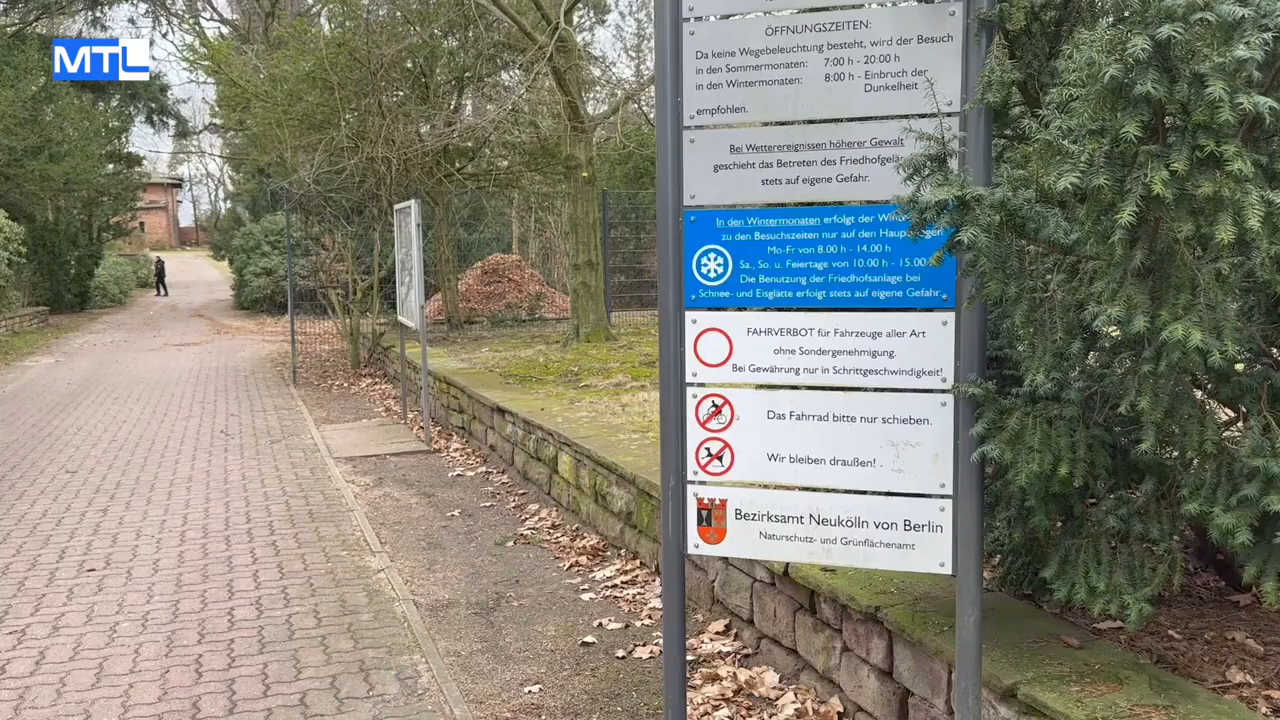 MTL
ÖFFNUNGSZEITEN:
Da keine Wegebeleuchtung besteht, wird der Besuch
in den Sommermonaten: 7:00 h - 20:00 h
in den Wintermonaten: 8:00 h - Einbruch der
Dunkelheit
empfohlen.
Bei Wetterereignissen höherer Gewalt
geschieht das Betreten des Friedhofgelä
stets auf eigene Gefahr.
In den Wintermonaten erfolgt der
zu den Besuchszeiten nur auf den
Mo-Fr von 8.00 h - 14.00 h
Sa., So. u. Feiertage von 10.00 h - 15.00
Die Benutzung der Friedhofsanlage bei
Schnee- und Eisglätte erfolgt stets auf eigene Gefahr.
FAHRVERBOT für Fahrzeuge aller Art
ohne Sondergenehmigung.
Bei Gewährung nur in Schrittgeschwindigkeit!
Das Fahrrad bitte nur schieben.
Wir bleiben draußen!
Bezirksamt Neukölln von Berlin
Naturschutz- und Grünflächenamt